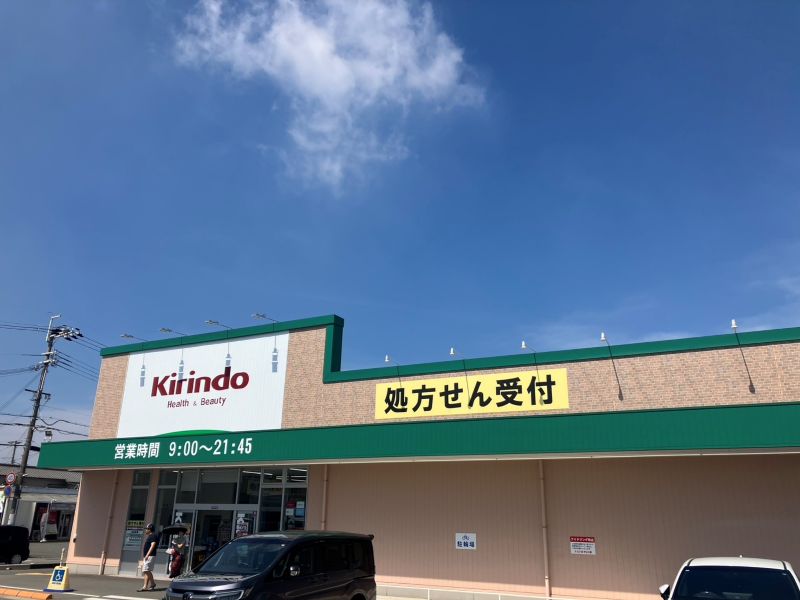 Kirindo
Health & Beauty
処方せん受付
営業時間 9:00～21:45
駐輪場